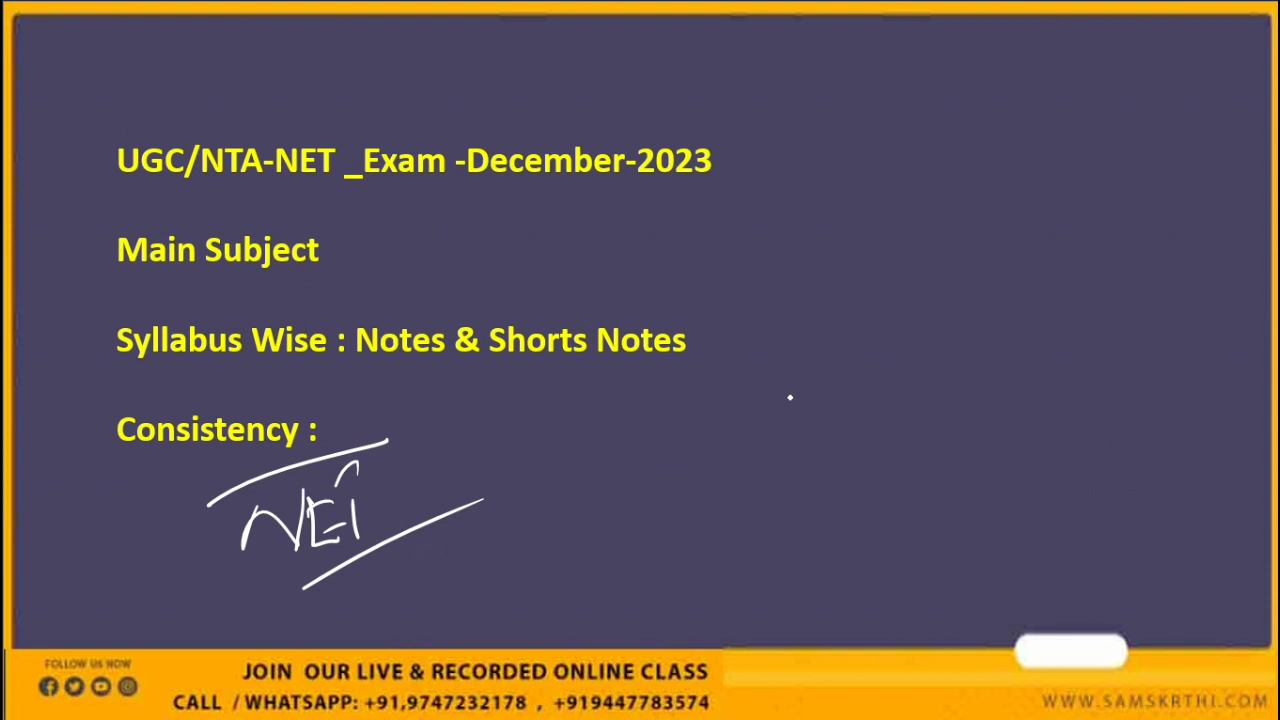 UGC/NTA-NET _Exam -December-2023
Main Subject
Syllabus Wise : Notes & Shorts Notes
Consistency :
NET
FOLLOW US NOW
JOIN OUR LIVE & RECORDED ONLINE CLASS
CALL / WHATSAPP: +91,9747232178 , +919447783574
WWW.SAMSKRTHI.COM